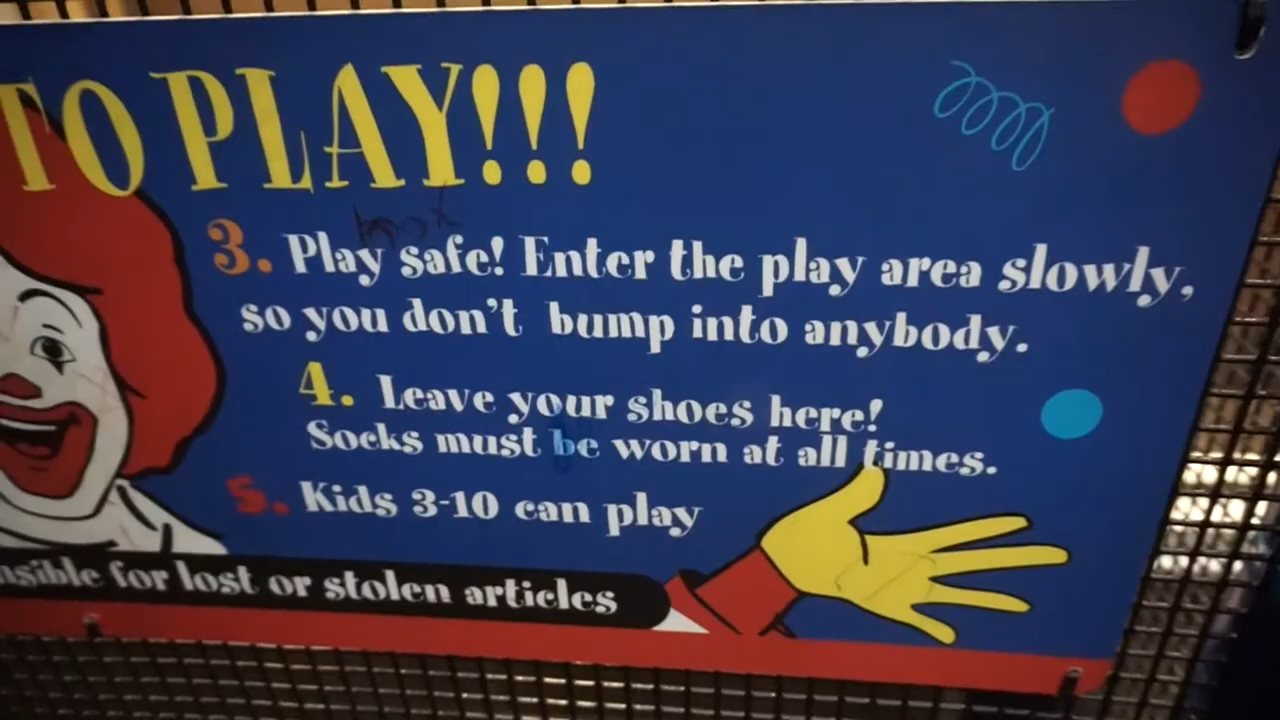 TO PLAY!!!
3. Play safe! Enter the play area slowly,
so you don't bump into anybody.
4. Leave your shoes here!
Socks must be worn at all times.
5. Kids 3-10 can play
nsible for lost or stolen articles